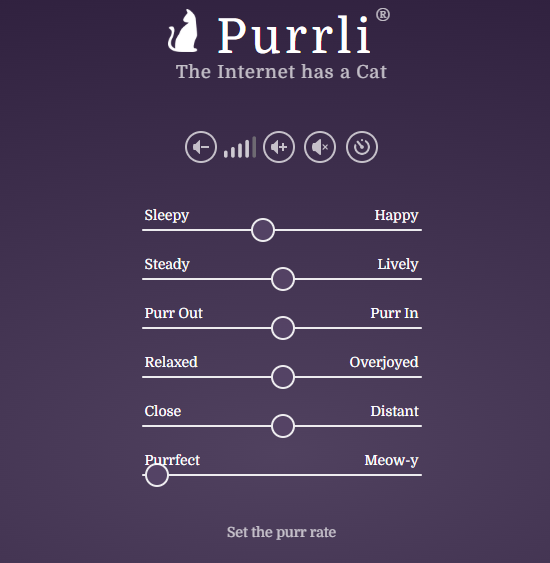 Purrli®
The Internet has a Cat
Sleepy Happy
Steady Lively
Purr Out Purr In
Relaxed Overjoyed
Close Distant
Purrfect Meow-y
Set the purr rate